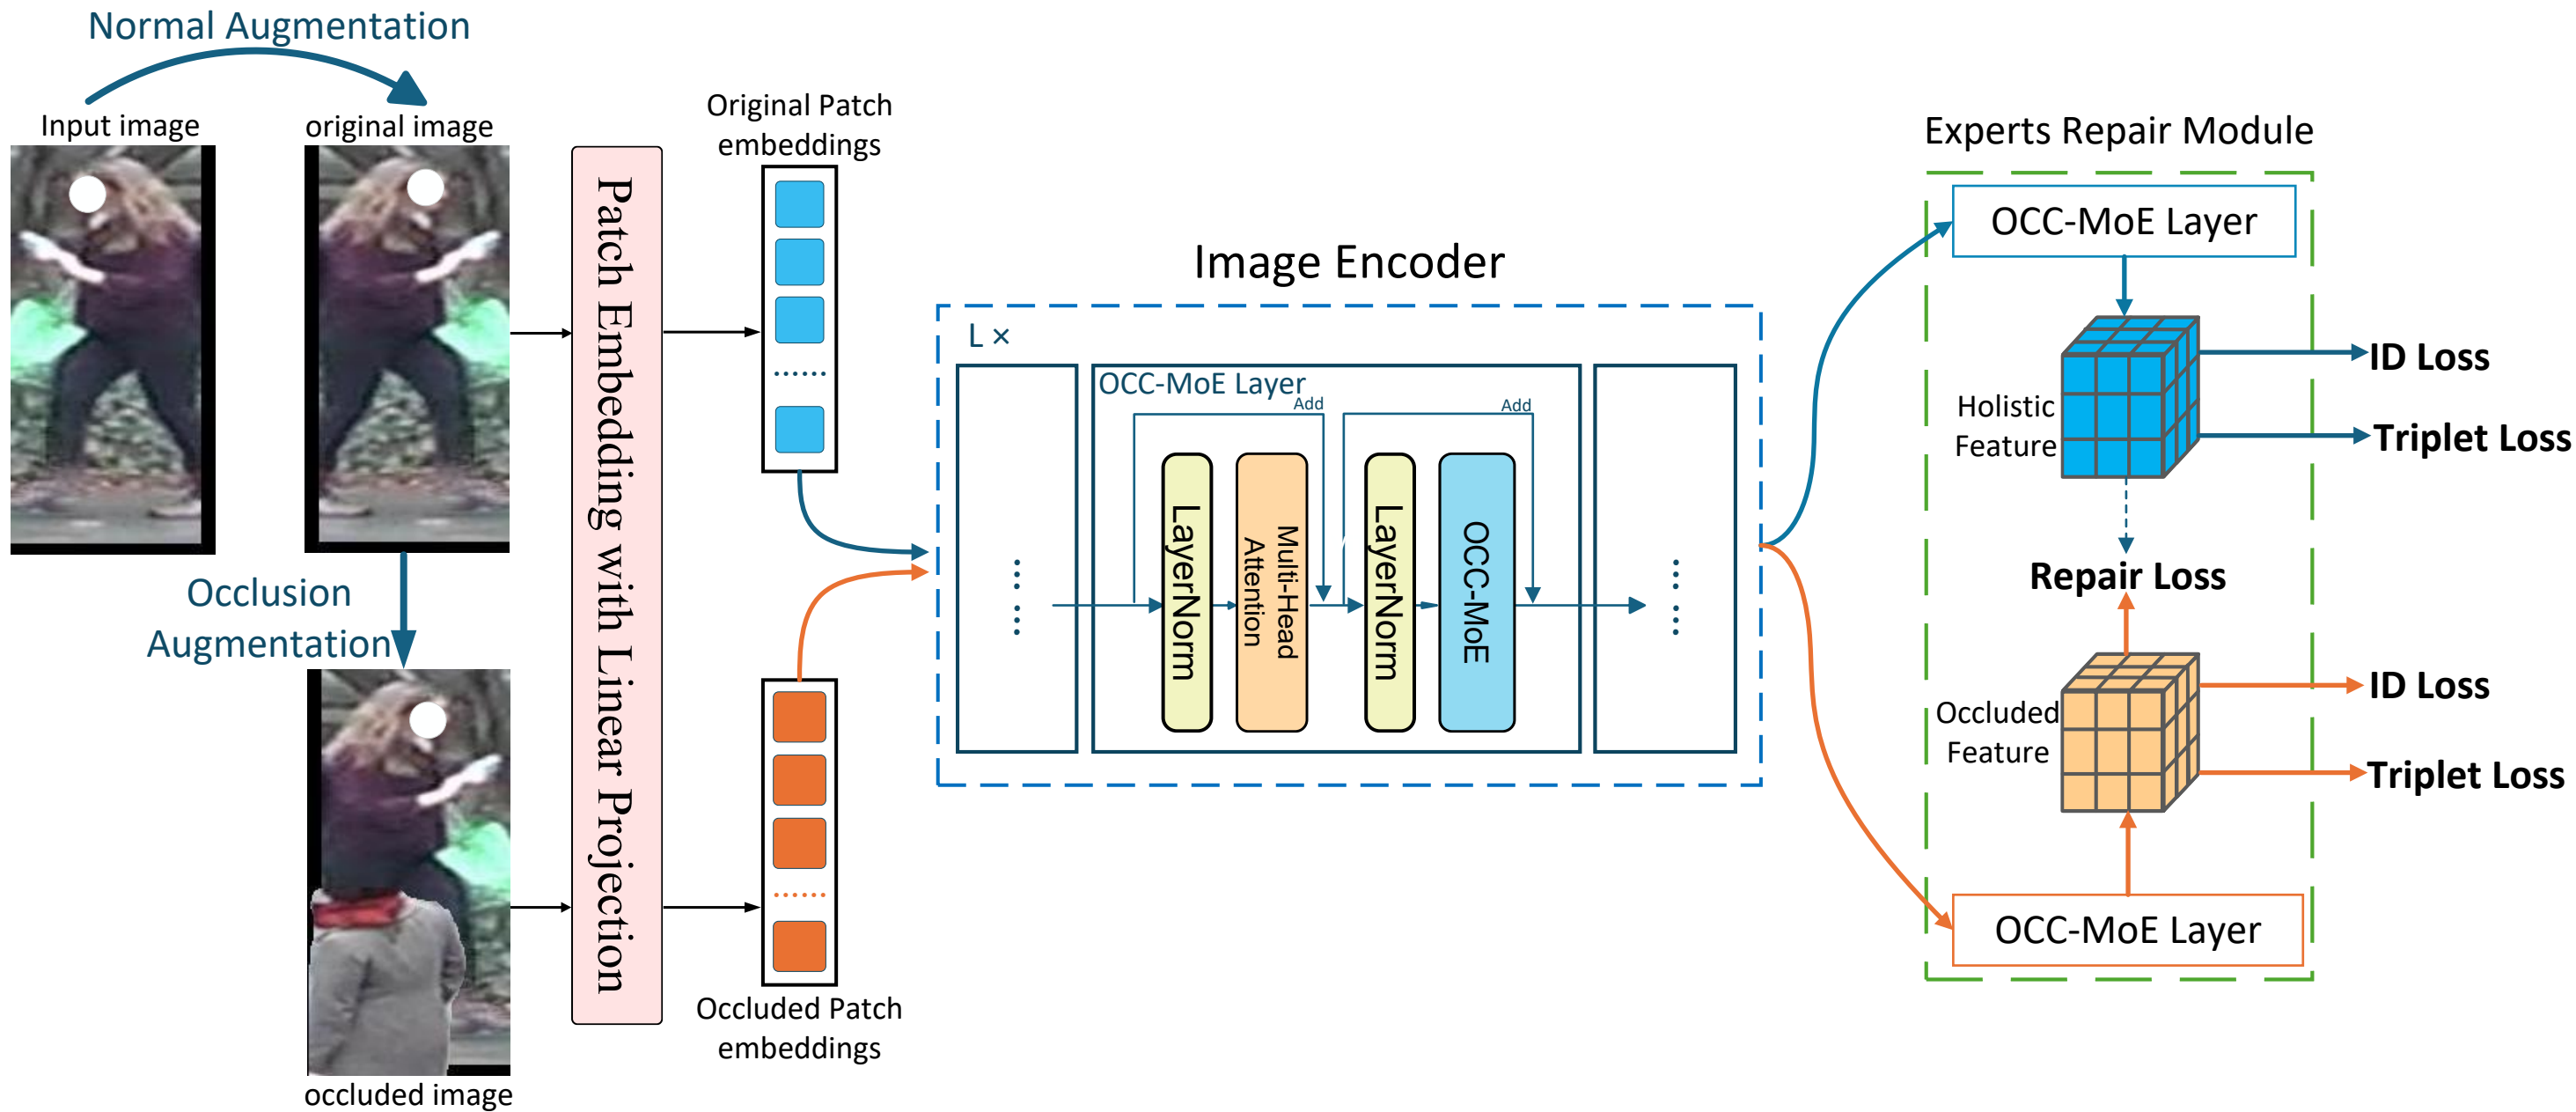 Normal Augmentation
Input image
original image
Occlusion
Augmentation
occluded image
Patch Embedding with Linear Projection
Original Patch
embeddings
......
......
Occluded Patch
embeddings
Image Encoder
L ×
OCC-MoE Layer
Add
Add
LayerNorm
Multi-Head
Attention
LayerNorm
OCC-MoE
Experts Repair Module
OCC-MoE Layer
Holistic
Feature
ID Loss
Triplet Loss
Repair Loss
Occluded
Feature
ID Loss
Triplet Loss
OCC-MoE Layer